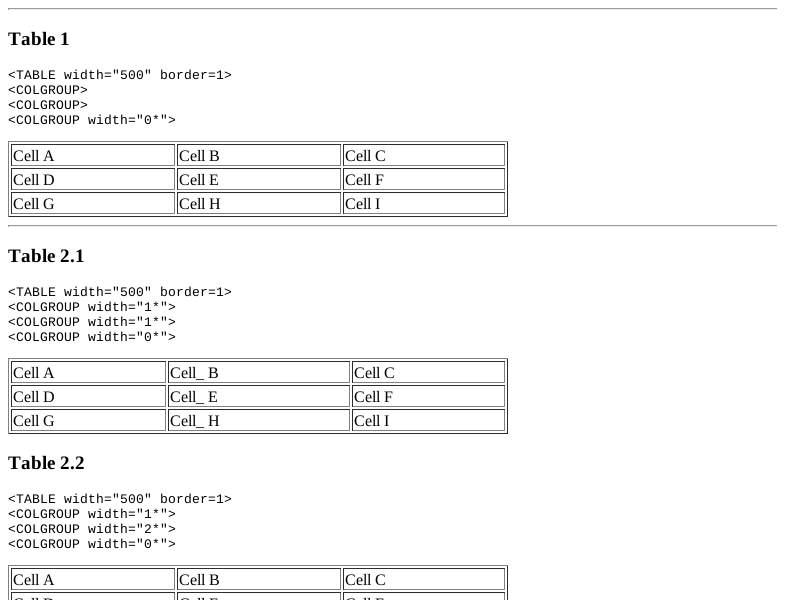 Table 1
<TABLE width="500" border=1>
<COLGROUP>
<COLGROUP>
<COLGROUP width="0*">
Cell A Cell B Cell C
Cell D Cell E Cell F
Cell G Cell H Cell I
Table 2.1
<TABLE width="500" border=1>
<COLGROUP width="1*">
<COLGROUP width="1*">
<COLGROUP width="0*">
Cell A Cell_ B Cell C
Cell D Cell_ E Cell F
Cell G Cell_ H Cell I
Table 2.2
<TABLE width="500" border=1>
<COLGROUP width="1*">
<COLGROUP width="2*">
<COLGROUP width="0*">
Cell A Cell B Cell C